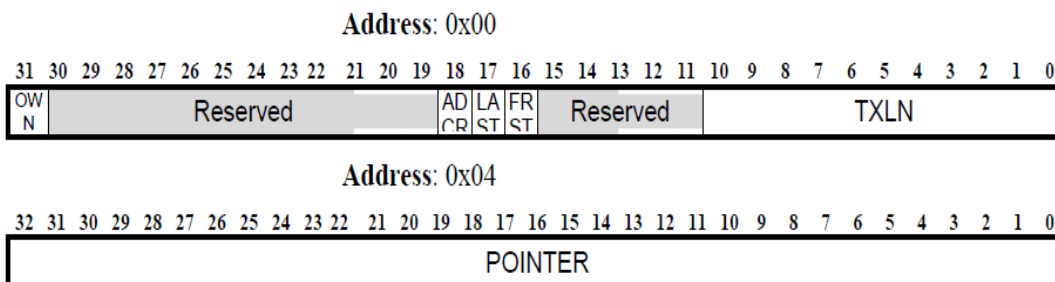 Address: 0x00
31 30 29 28 27 26 25 24 23 22 21 20 19 18 17 16 15 14 13 12 11 10 9 8 7 6 5 4 3 2 1 0
OW N Reserved AD CR LA ST FR ST Reserved TXLN
Address: 0x04
32 31 30 29 28 27 26 25 24 23 22 21 20 19 18 17 16 15 14 13 12 11 10 9 8 7 6 5 4 3 2 1 0
POINTER